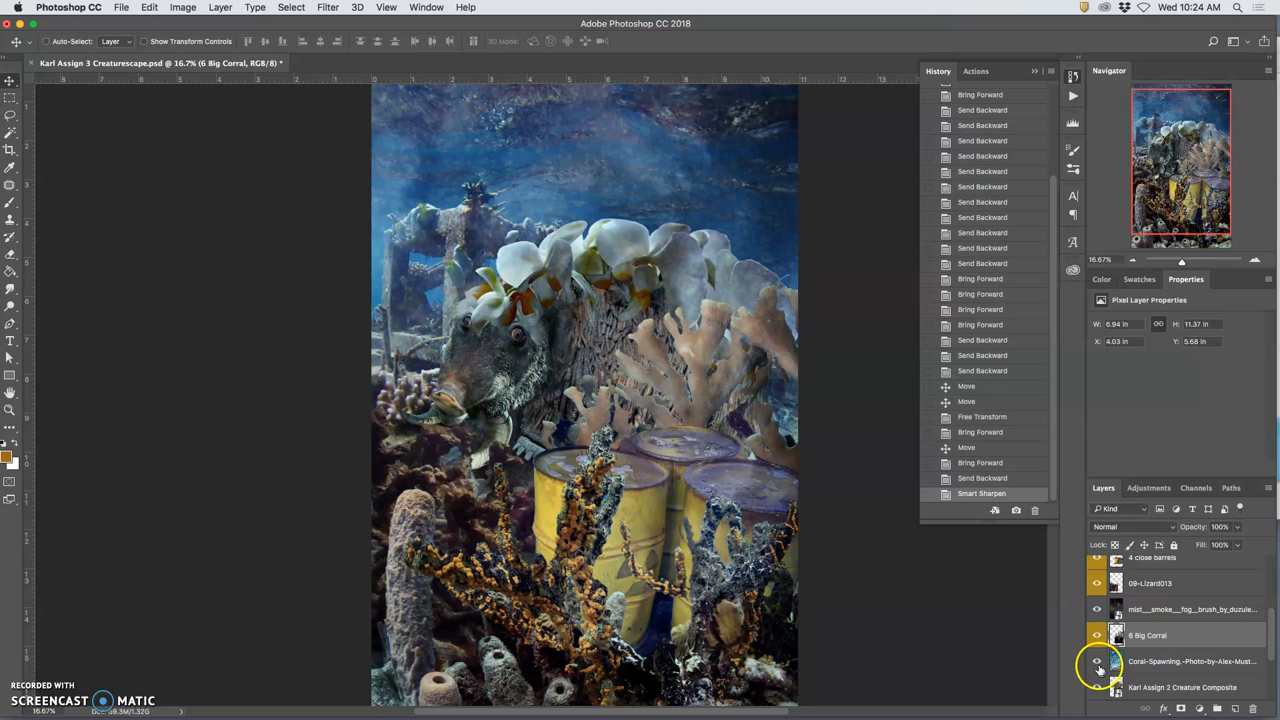 Photoshop CC File Edit Image Layer Type Select Filter 3D View Window Help Wed 10:24 AM
Adobe Photoshop CC 2018
Auto-Select: Layer Show Transform Controls 3D Mode:
Karl Assign 3 Creaturescape.psd @ 16.7% (6 Big Corral, RGB/8) *
History Actions
Bring Forward
Send Backward
Send Backward
Send Backward
Send Backward
Send Backward
Send Backward
Send Backward
Send Backward
Send Backward
Send Backward
Send Backward
Bring Forward
Bring Forward
Bring Forward
Bring Forward
Send Backward
Send Backward
Send Backward
Move
Move
Free Transform
Bring Forward
Move
Bring Forward
Send Backward
Smart Sharpen
Navigator
16.67%
Color Swatches Properties
Pixel Layer Properties
W: 6.94 in H: 11.37 in
X: 4.03 in Y: 5.68 in
Layers Adjustments Channels Paths
Kind
Normal Opacity: 100%
Lock: Fill: 100%
4 close barrels
09-Lizard013
mist__smoke__fog__brush_by_duzule...
6 Big Corral
Coral-Spawning.-Photo-by-Alex-Must...
Karl Assign 2 Creature Composite
RECORDED WITH
SCREENCAST MATIC
16.67%